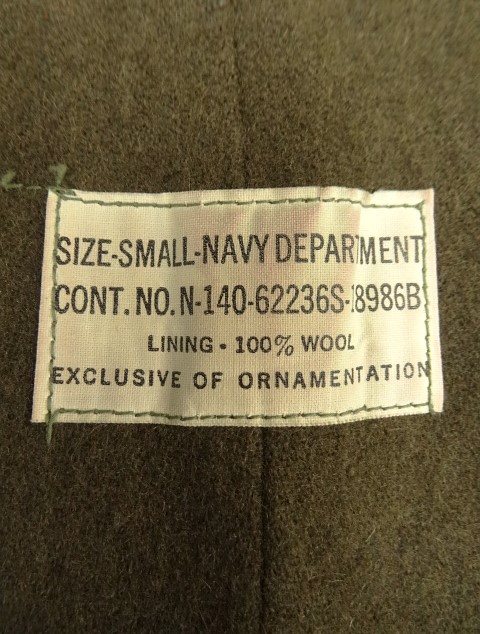 SIZE-SMALL-NAVY DEPARTMENT
CONT. NO. N-140-62236S-18986B
LINING - 100% WOOL
EXCLUSIVE OF ORNAMENTATION